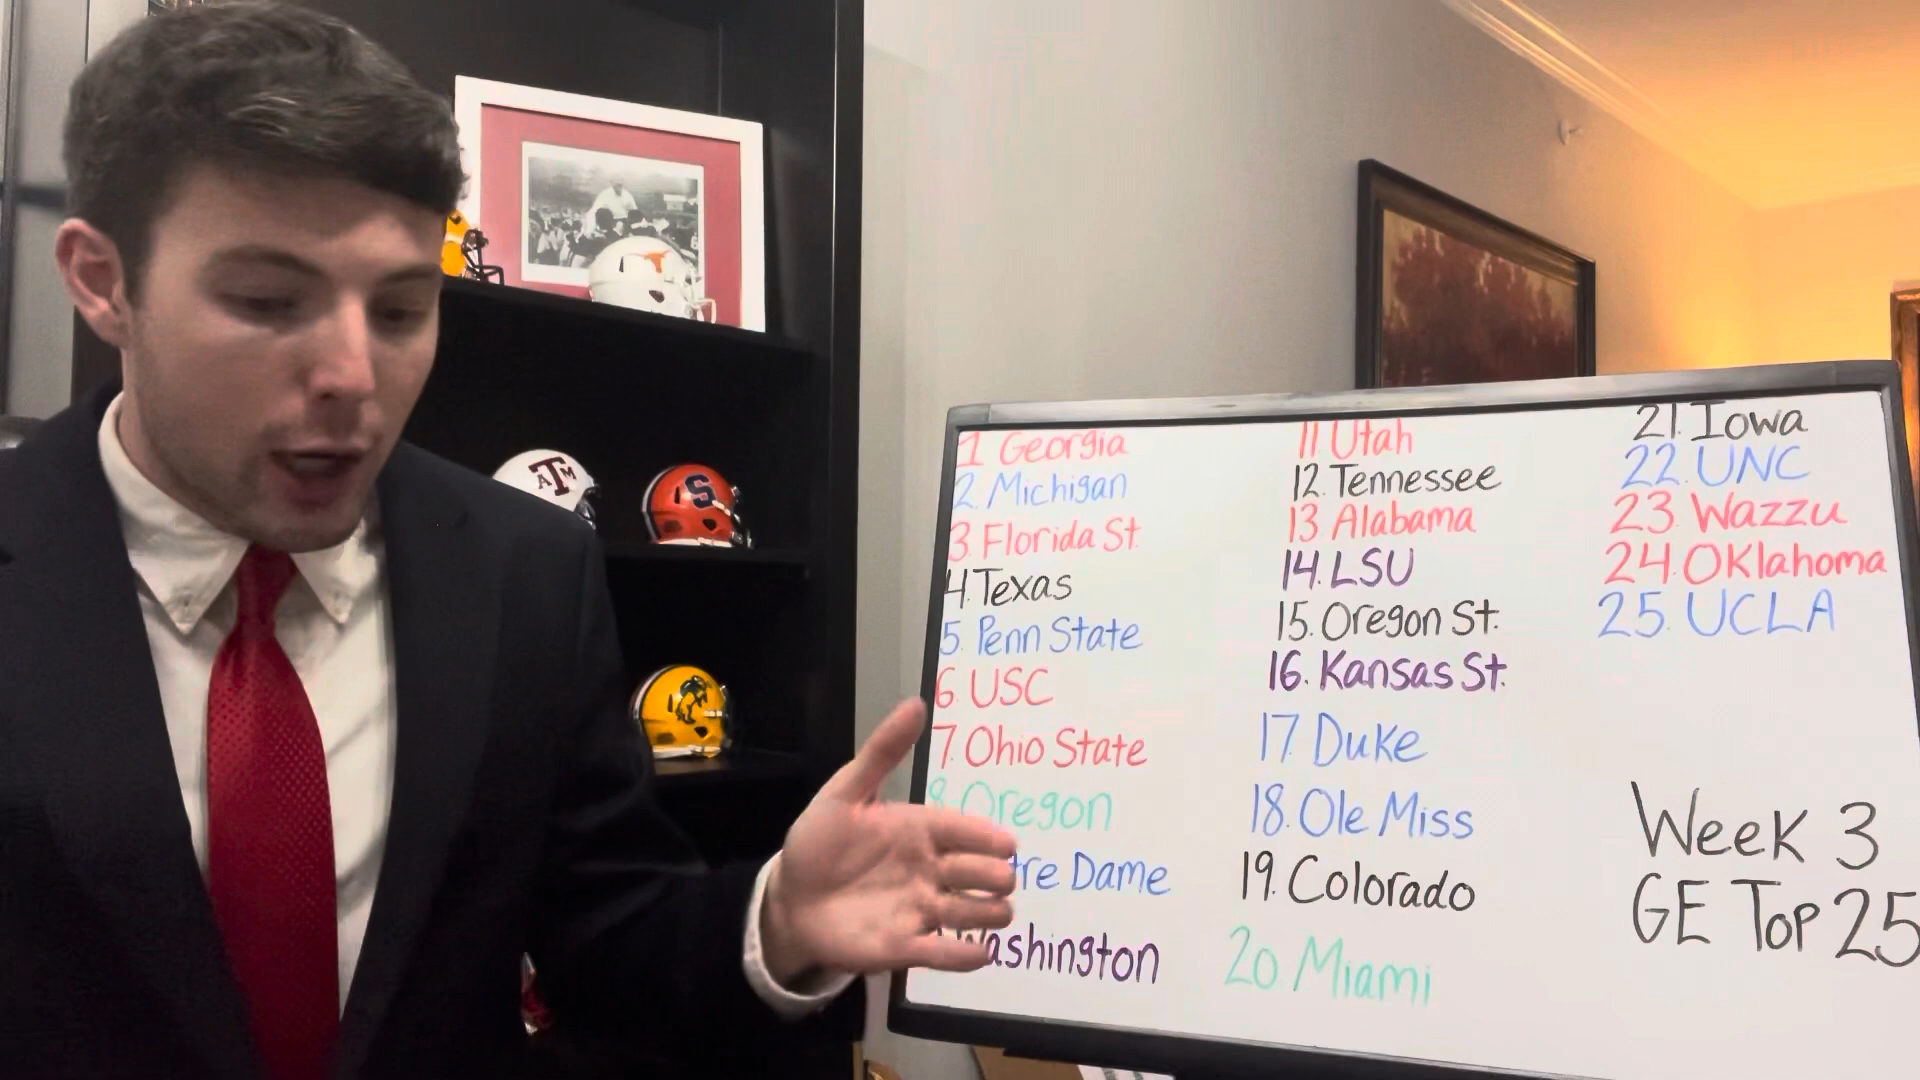 1 Georgia
2. Michigan
3. Florida St.
4. Texas
5. Penn State
6. USC
7. Ohio State
8. Oregon
tre Dame
Washington
11 Utah
12. Tennessee
13 Alabama
14. LSU
15. Oregon St.
16. Kansas St.
17 Duke
18. Ole Miss
19. Colorado
20 Miami
21. Iowa
22. UNC
23. Wazzu
24. Oklahoma
25. UCLA
Week 3
GE Top 25
ATM
S